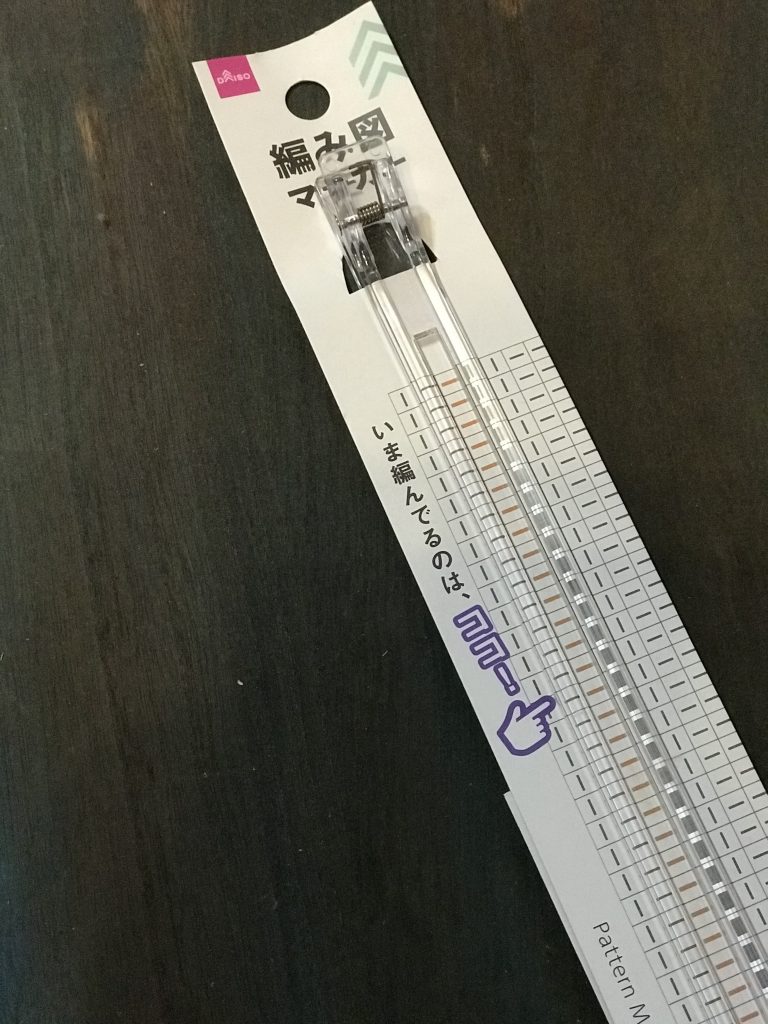 DAISO
編み図
マーカー
いま編んでるのは、
ココ!
Pattern M